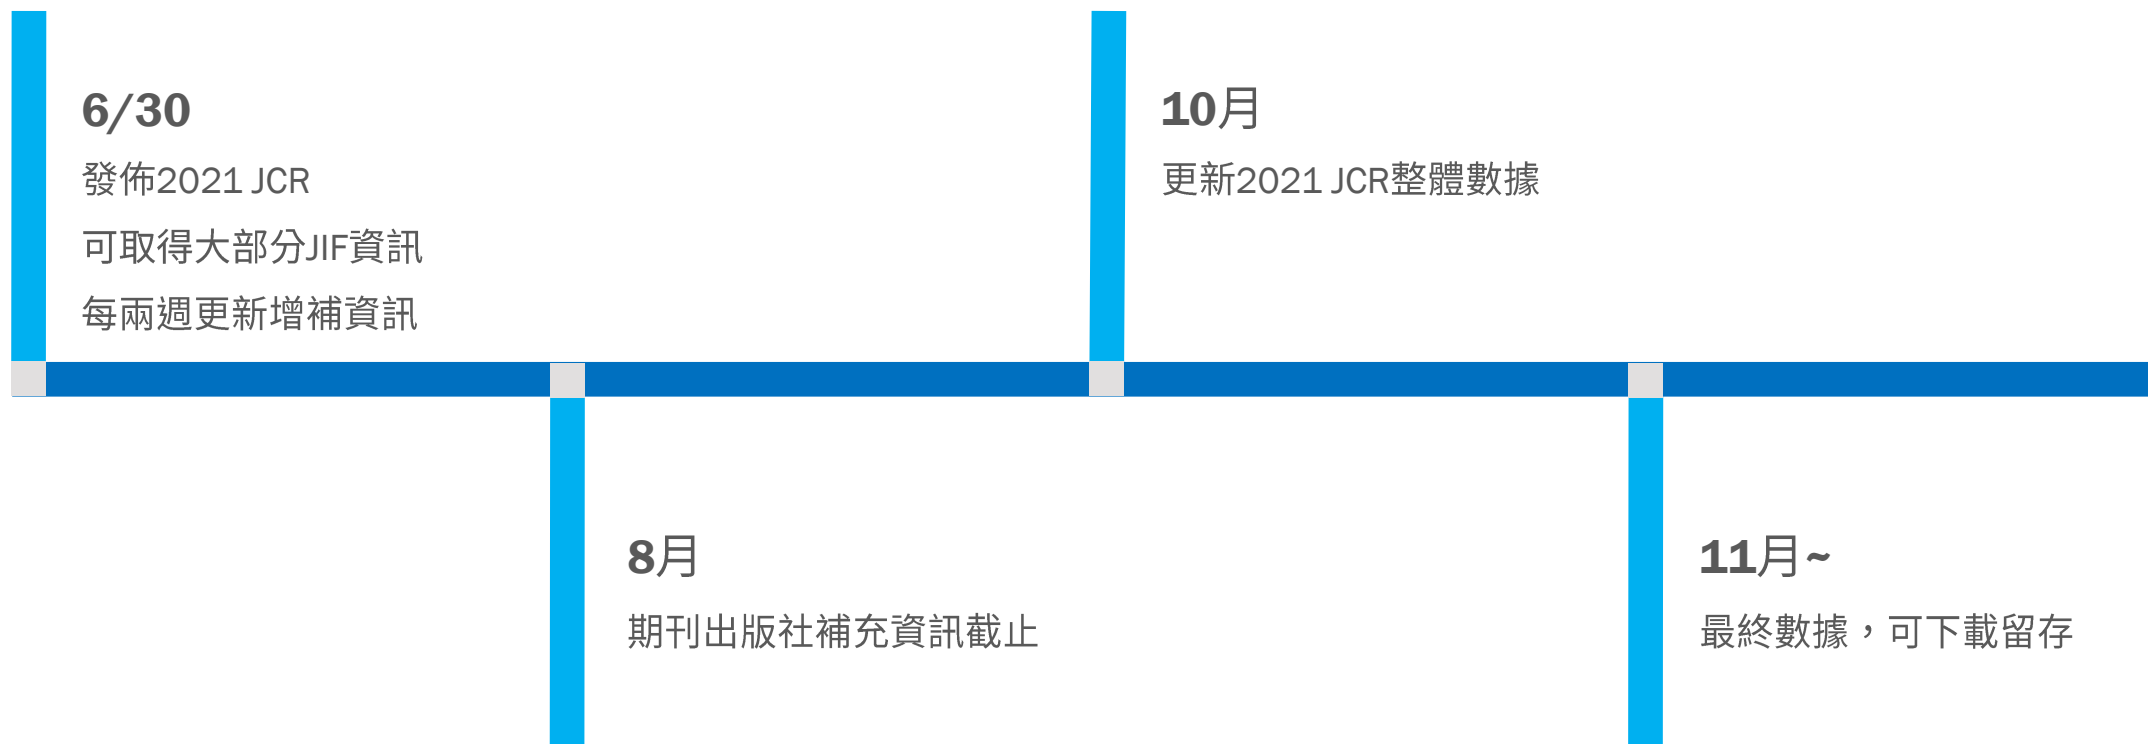 6/30
發佈2021 JCR
可取得大部分JIF資訊
每兩週更新增補資訊
8月
期刊出版社補充資訊截止
10月
更新2021 JCR整體數據
11月~
最終數據，可下載留存